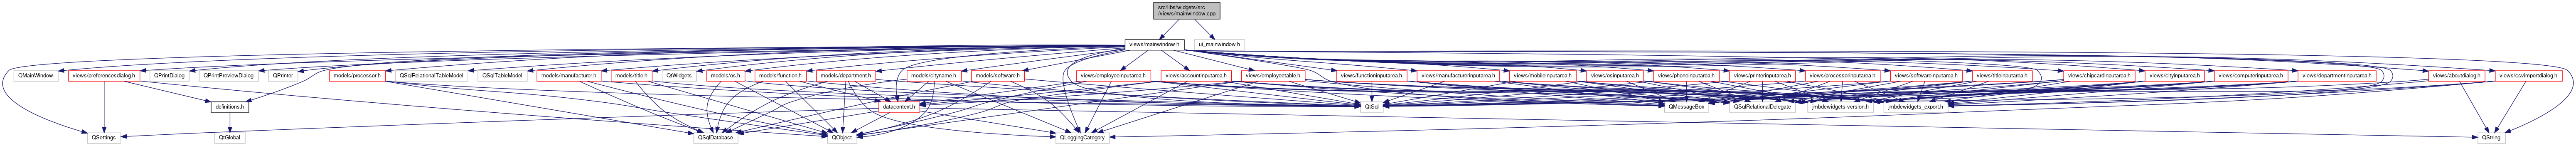 src/libs/widgets/src
/views/mainwindow.cpp
views/mainwindow.h
ui_mainwindow.h
QMainWindow
views/preferencesdialog.h
QPrintDialog
QPrintPreviewDialog
QPrinter
models/processor.h
QSqlRelationalTableModel
QSqlTableModel
models/manufacturer.h
models/title.h
QtWidgets
models/os.h
models/function.h
models/department.h
models/cityname.h
models/software.h
views/employeeinputarea.h
views/accountinputarea.h
views/employeetable.h
views/functioninputarea.h
views/manufacturerinputarea.h
views/mobileinputarea.h
views/osinputarea.h
views/phoneinputarea.h
views/printerinputarea.h
views/processorinputarea.h
views/softwareinputarea.h
views/titleinputarea.h
views/chipcardinputarea.h
views/cityinputarea.h
views/computerinputarea.h
views/departmentinputarea.h
views/aboutdialog.h
views/csvimportdialog.h
definitions.h
datacontext.h
QtSql
QMessageBox
QSqlRelationalDelegate
jmbdewidgets-version.h
jmbdewidgets_export.h
QSettings
QtGlobal
QSqlDatabase
QObject
QLoggingCategory
QString